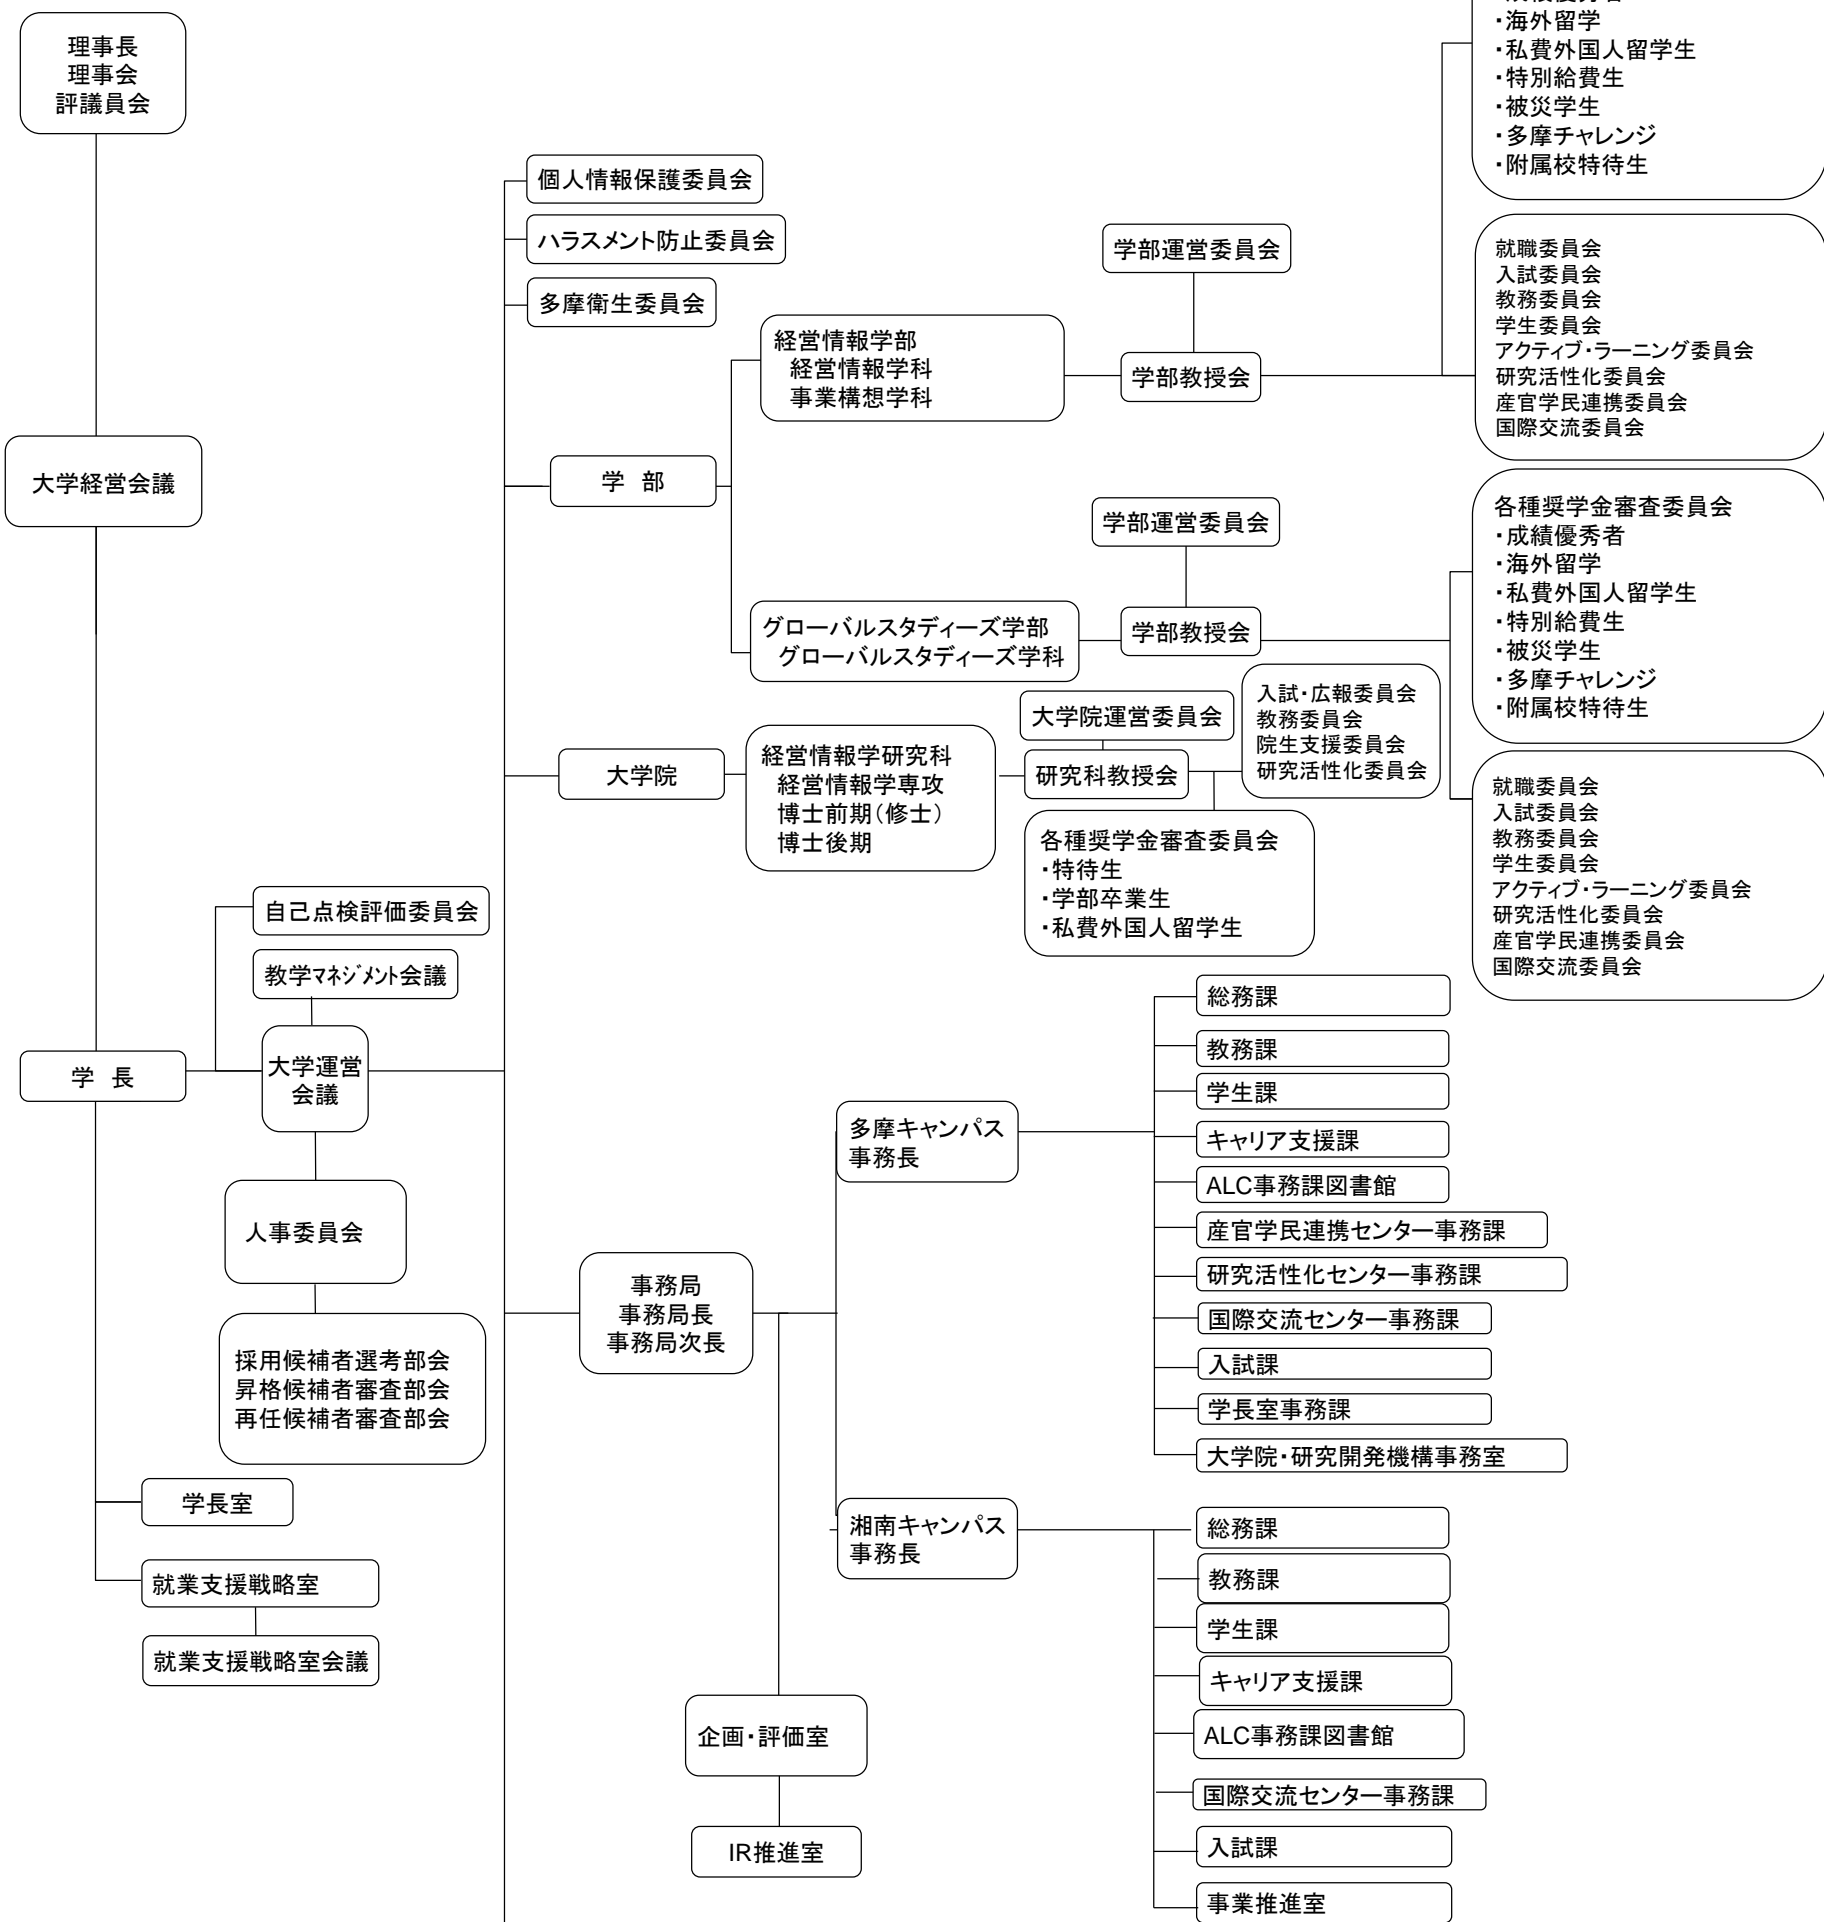 理事長
理事会
評議員会
大学経営会議
学　長
自己点検評価委員会
教学マネジメント会議
大学運営
会議
人事委員会
採用候補者選考部会
昇格候補者審査部会
再任候補者審査部会
学長室
就業支援戦略室
就業支援戦略室会議
個人情報保護委員会
ハラスメント防止委員会
多摩衛生委員会
学　部
経営情報学部
経営情報学科
事業構想学科
学部運営委員会
学部教授会
・海外留学
・私費外国人留学生
・特別給費生
・被災学生
・多摩チャレンジ
・附属校特待生
就職委員会
入試委員会
教務委員会
学生委員会
アクティブ・ラーニング委員会
研究活性化委員会
産官学民連携委員会
国際交流委員会
グローバルスタディーズ学部
グローバルスタディーズ学科
学部運営委員会
学部教授会
各種奨学金審査委員会
・成績優秀者
・海外留学
・私費外国人留学生
・特別給費生
・被災学生
・多摩チャレンジ
・附属校特待生
就職委員会
入試委員会
教務委員会
学生委員会
アクティブ・ラーニング委員会
研究活性化委員会
産官学民連携委員会
国際交流委員会
大学院
経営情報学研究科
経営情報学専攻
博士前期（修士）
博士後期
大学院運営委員会
研究科教授会
入試・広報委員会
教務委員会
院生支援委員会
研究活性化委員会
各種奨学金審査委員会
・特待生
・学部卒業生
・私費外国人留学生
事務局
事務局長
事務局次長
多摩キャンパス
事務長
総務課
教務課
学生課
キャリア支援課
ALC事務課図書館
産官学民連携センター事務課
研究活性化センター事務課
国際交流センター事務課
入試課
学長室事務課
大学院・研究開発機構事務室
湘南キャンパス
事務長
総務課
教務課
学生課
キャリア支援課
ALC事務課図書館
国際交流センター事務課
入試課
事業推進室
企画・評価室
IR推進室